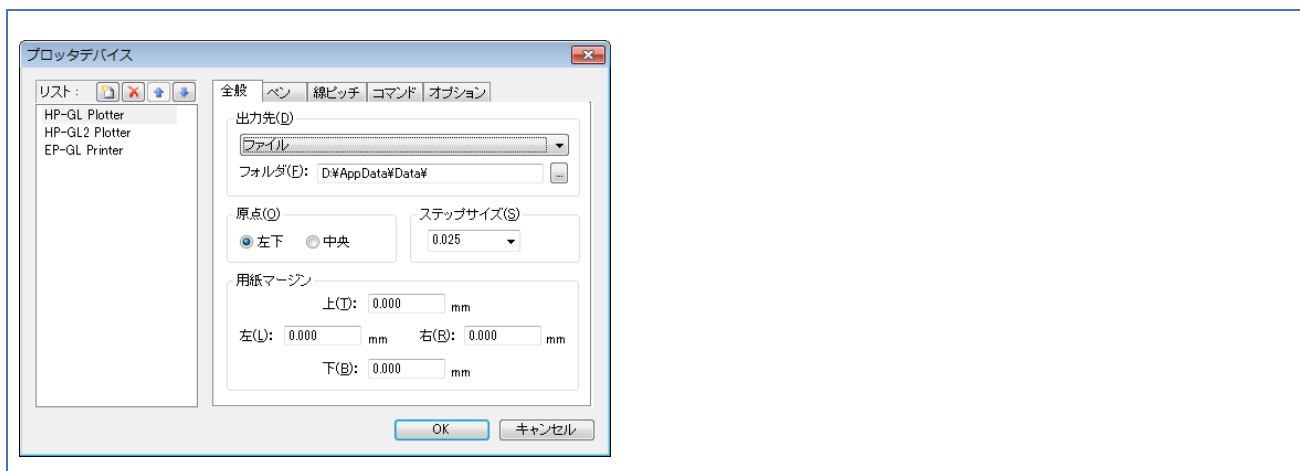 プロッタデバイス
リスト：
HP-GL Plotter
HP-GL2 Plotter
EP-GL Printer
全般 ペン 線ピッチ コマンド オプション
出力先(D)
ファイル
フォルダ(F): D:¥AppData¥Data¥ ...
原点(O)
左下 中央
ステップサイズ(S)
0.025
用紙マージン
上(T): 0.000 mm
左(L): 0.000 mm 右(R): 0.000 mm
下(B): 0.000 mm
OK キャンセル